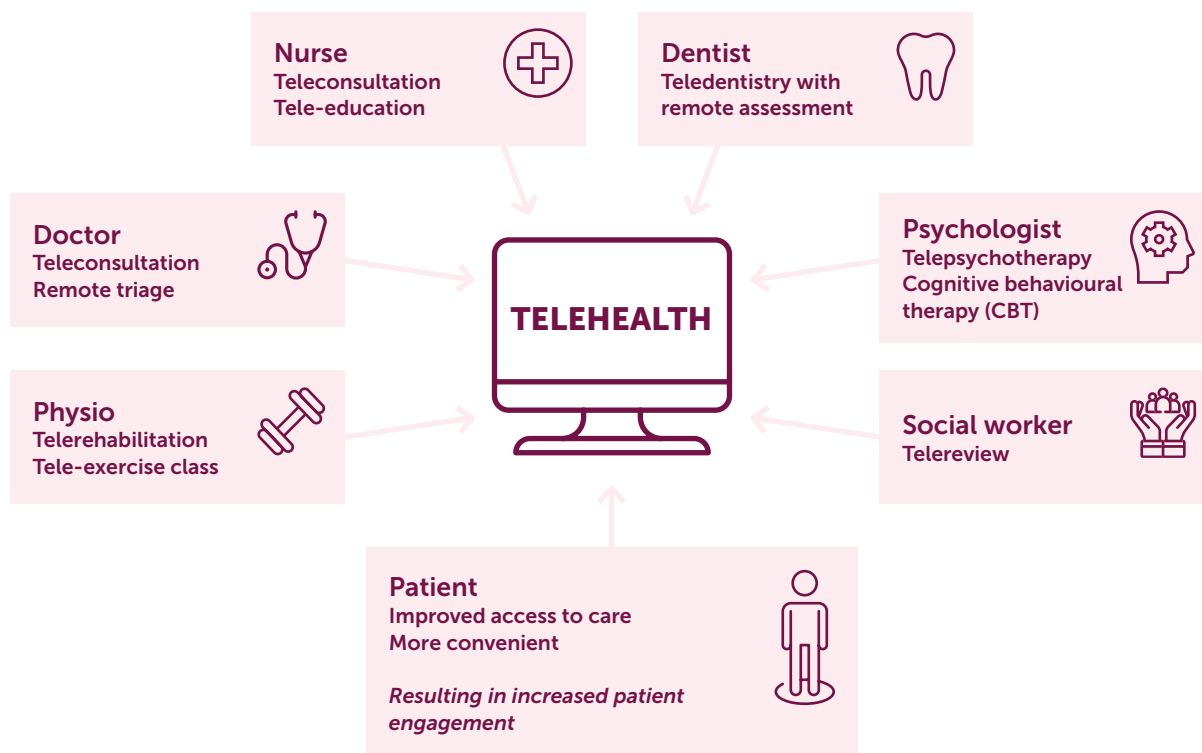 Nurse
Teleconsultation
Tele-education
Dentist
Teledentistry with
remote assessment
Doctor
Teleconsultation
Remote triage
TELEHEALTH
Psychologist
Telepsychotherapy
Cognitive behavioural
therapy (CBT)
Physio
Telerehabilitation
Tele-exercise class
Social worker
Telereview
Patient
Improved access to care
More convenient
Resulting in increased patient
engagement